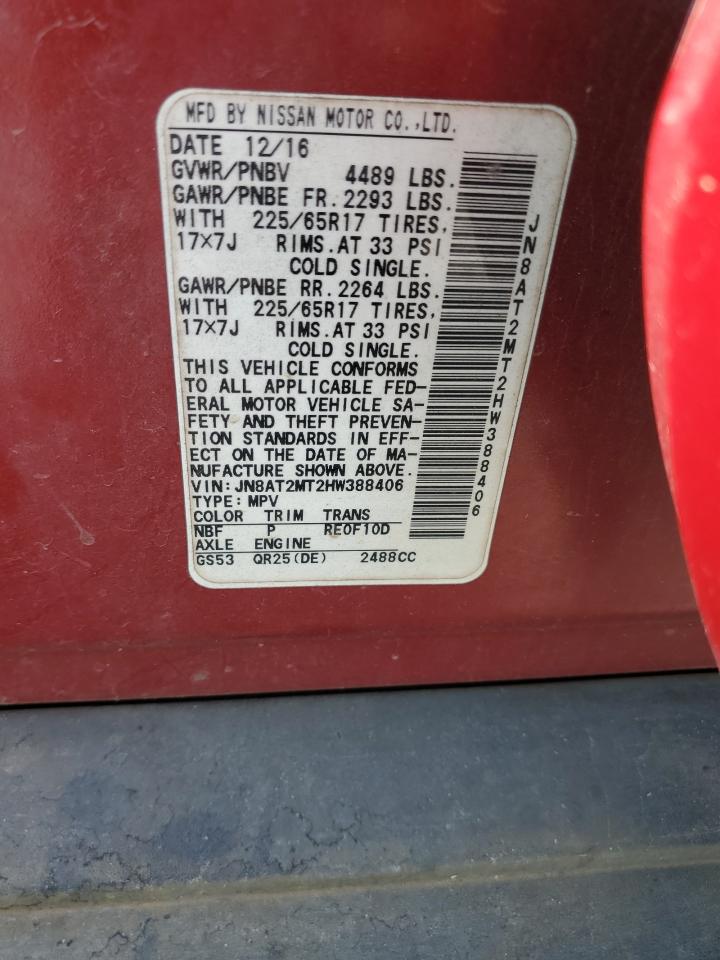 MFD BY NISSAN MOTOR CO.,LTD.
DATE 12/16
GVWR/PNBV 4489 LBS.
GAWR/PNBE FR. 2293 LBS.
WITH 225/65R17 TIRES,
17×7J RIMS. AT 33 PSI
COLD SINGLE.
GAWR/PNBE RR. 2264 LBS.
WITH 225/65R17 TIRES,
17×7J RIMS. AT 33 PSI
COLD SINGLE.
THIS VEHICLE CONFORMS
TO ALL APPLICABLE FED-
ERAL MOTOR VEHICLE SA-
FETY AND THEFT PREVEN-
TION STANDARDS IN EFF-
ECT ON THE DATE OF MA-
NUFACTURE SHOWN ABOVE.
VIN: JN8AT2MT2HW388406
TYPE: MPV
COLOR TRIM TRANS
NBF P RE0F10D
AXLE ENGINE
GS53 QR25(DE) 2488CC
JN8AT2MT2HW388406